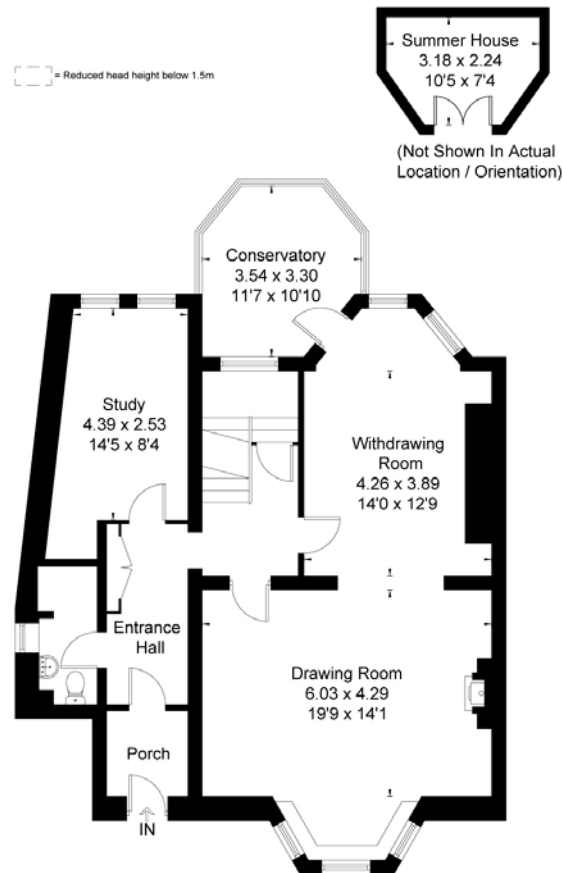 = Reduced head height below 1.5m
Summer House
3.18 x 2.24
10'5 x 7'4
(Not Shown In Actual
Location / Orientation)
Conservatory
3.54 x 3.30
11'7 x 10'10
Study
4.39 x 2.53
14'5 x 8'4
Withdrawing
Room
4.26 x 3.89
14'0 x 12'9
Entrance
Hall
Drawing Room
6.03 x 4.29
19'9 x 14'1
Porch
IN